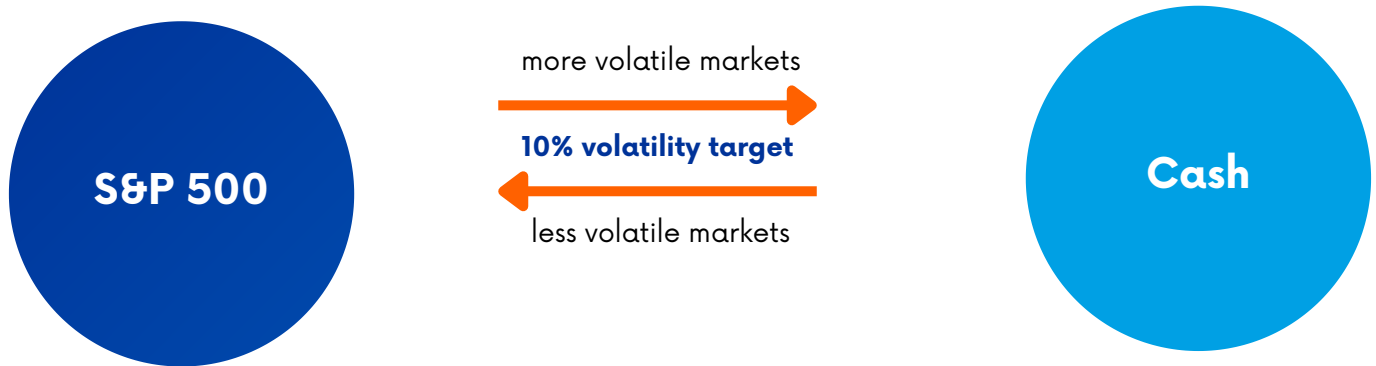 more volatile markets
10% volatility target
S&P 500
Cash
less volatile markets